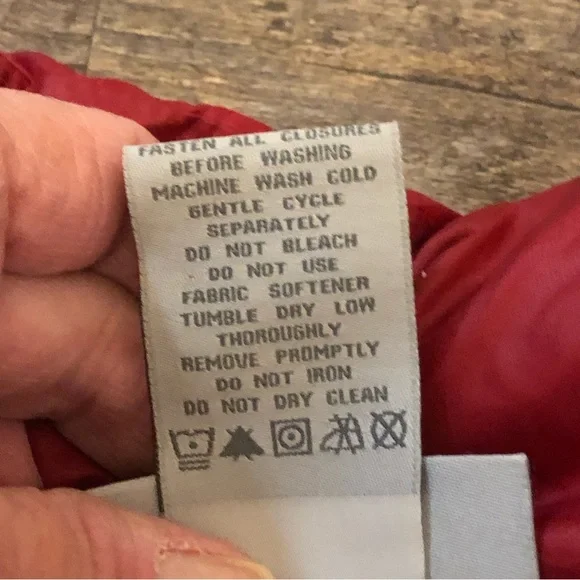 FASTEN ALL CLOSURES
BEFORE WASHING
MACHINE WASH COLD
GENTLE CYCLE
SEPARATELY
DO NOT BLEACH
DO NOT USE
FABRIC SOFTENER
TUMBLE DRY LOW
THOROUGHLY
REMOVE PROMPTLY
DO NOT IRON
DO NOT DRY CLEAN